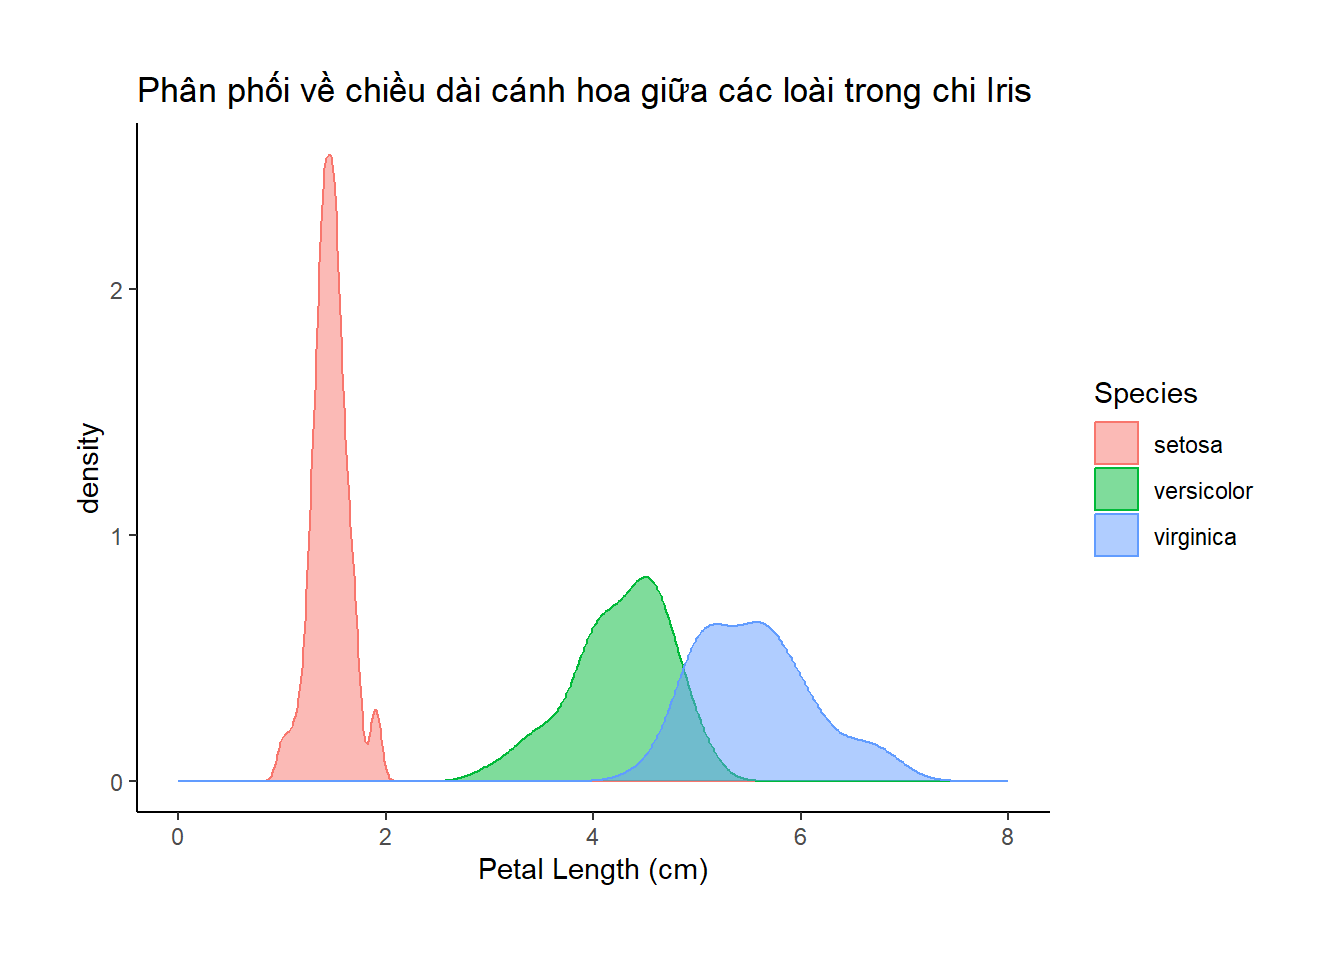 Phân phối về chiều dài cánh hoa giữa các loài trong chi Iris
density
2
1
0
0 2 4 6 8
Petal Length (cm)
Species
setosa
versicolor
virginica